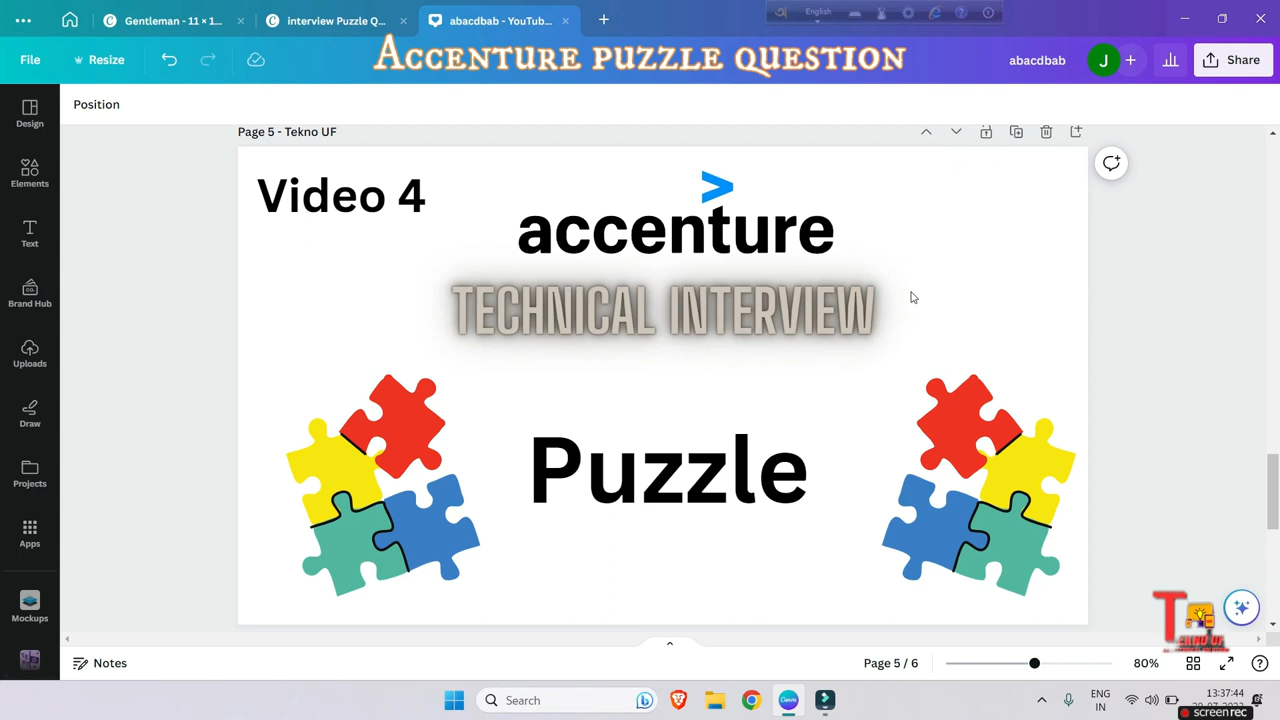 Gentleman - 11 × 1...
interview Puzzle Q...
abacdbab - YouTub...
English
File
Resize
ACCENTURE PUZZLE QUESTION
abacdbab
J
Share
Position
Design
Elements
Text
Brand Hub
Uploads
Draw
Projects
Apps
Mockups
Page 5 - Tekno UF
Video 4
accenture
TECHNICAL INTERVIEW
Puzzle
Notes
Page 5 / 6
80%
Search
ENG
IN
13:37:44
screenrec